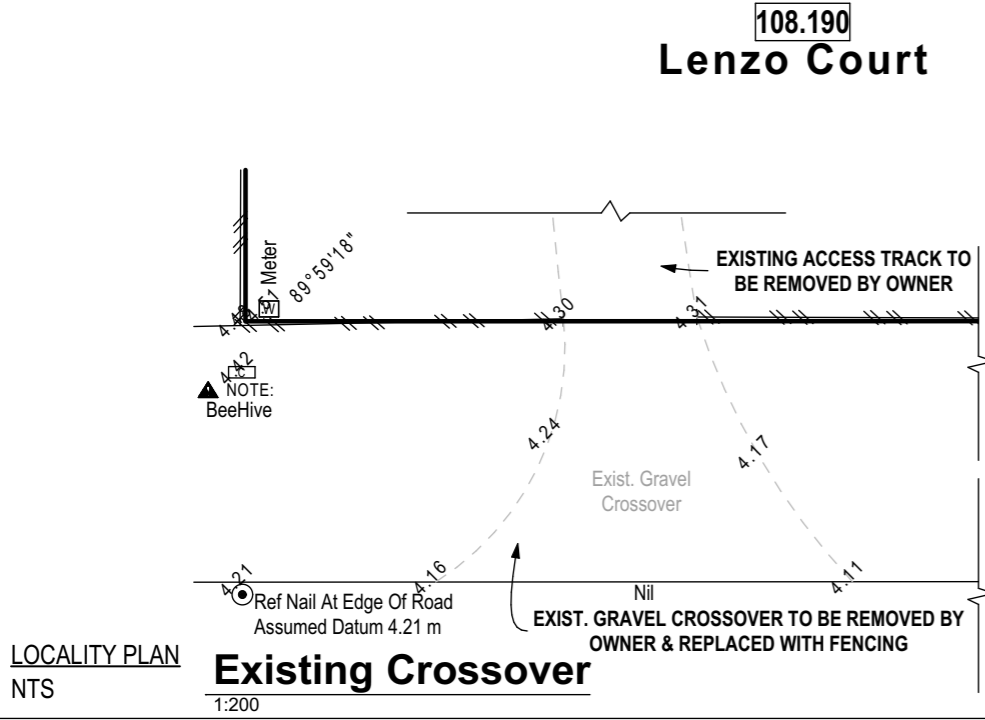 108.190
Lenzo Court
EXISTING ACCESS TRACK TO
BE REMOVED BY OWNER
Meter
89°59'18"
W
4.30
4.31
4.42
C
NOTE:
BeeHive
4.24
4.17
Exist. Gravel
Crossover
4.21
4.16
4.11
Nil
Ref Nail At Edge Of Road
Assumed Datum 4.21 m
EXIST. GRAVEL CROSSOVER TO BE REMOVED BY
OWNER & REPLACED WITH FENCING
LOCALITY PLAN
NTS
Existing Crossover
1:200